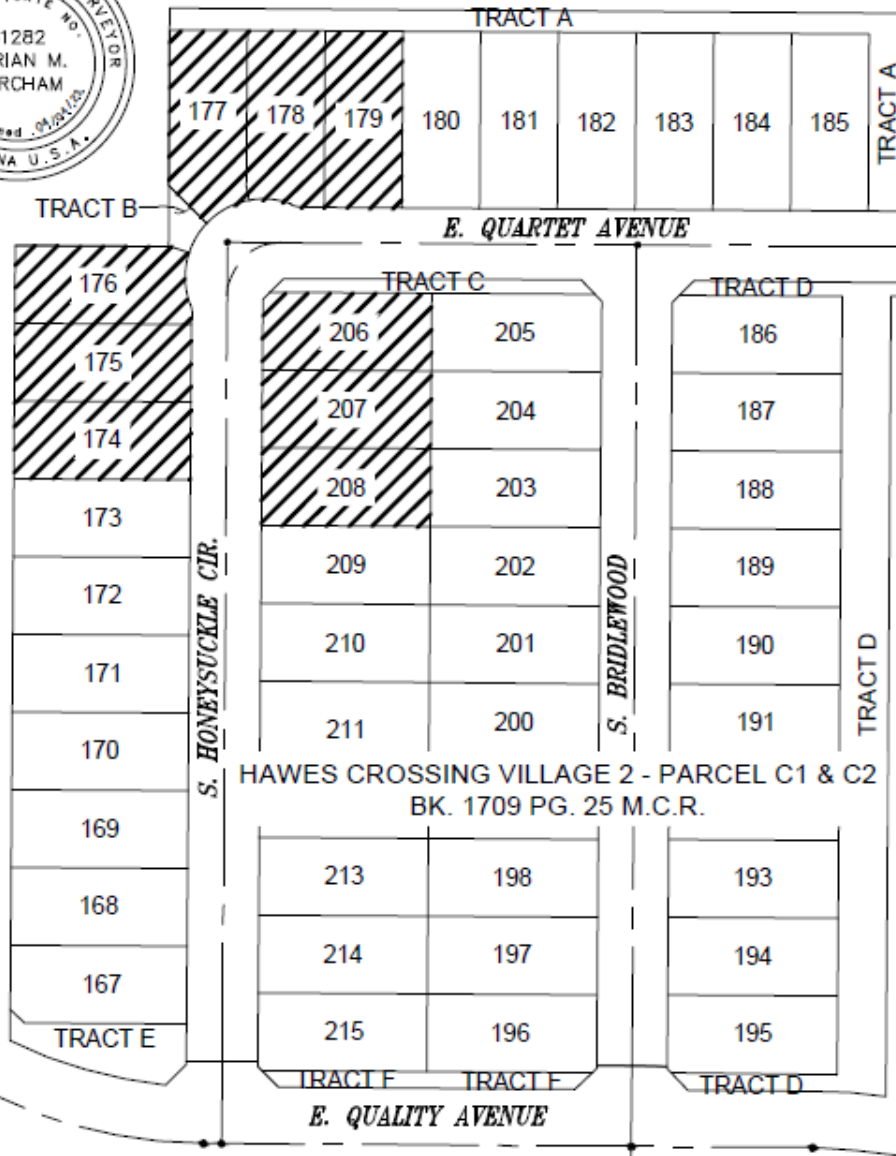 TRACT A
NO.
RVEYOR
1282
RIAN M.
RCHAM
U.S.A.
177
178
179
180
181
182
183
184
185
TRACT A
TRACT B
E. QUARTET AVENUE
176
TRACT C
TRACT D
206
205
186
175
207
204
187
174
208
203
188
173
209
202
189
172
210
201
190
171
211
200
191
170
S. HONEYSUCKLE CIR.
S. BRIDLEWOOD
TRACT D
HAWES CROSSING VILLAGE 2 - PARCEL C1 & C2
BK. 1709 PG. 25 M.C.R.
169
213
198
193
168
214
197
194
167
215
196
195
TRACT E
TRACT F
TRACT F
TRACT D
E. QUALITY AVENUE